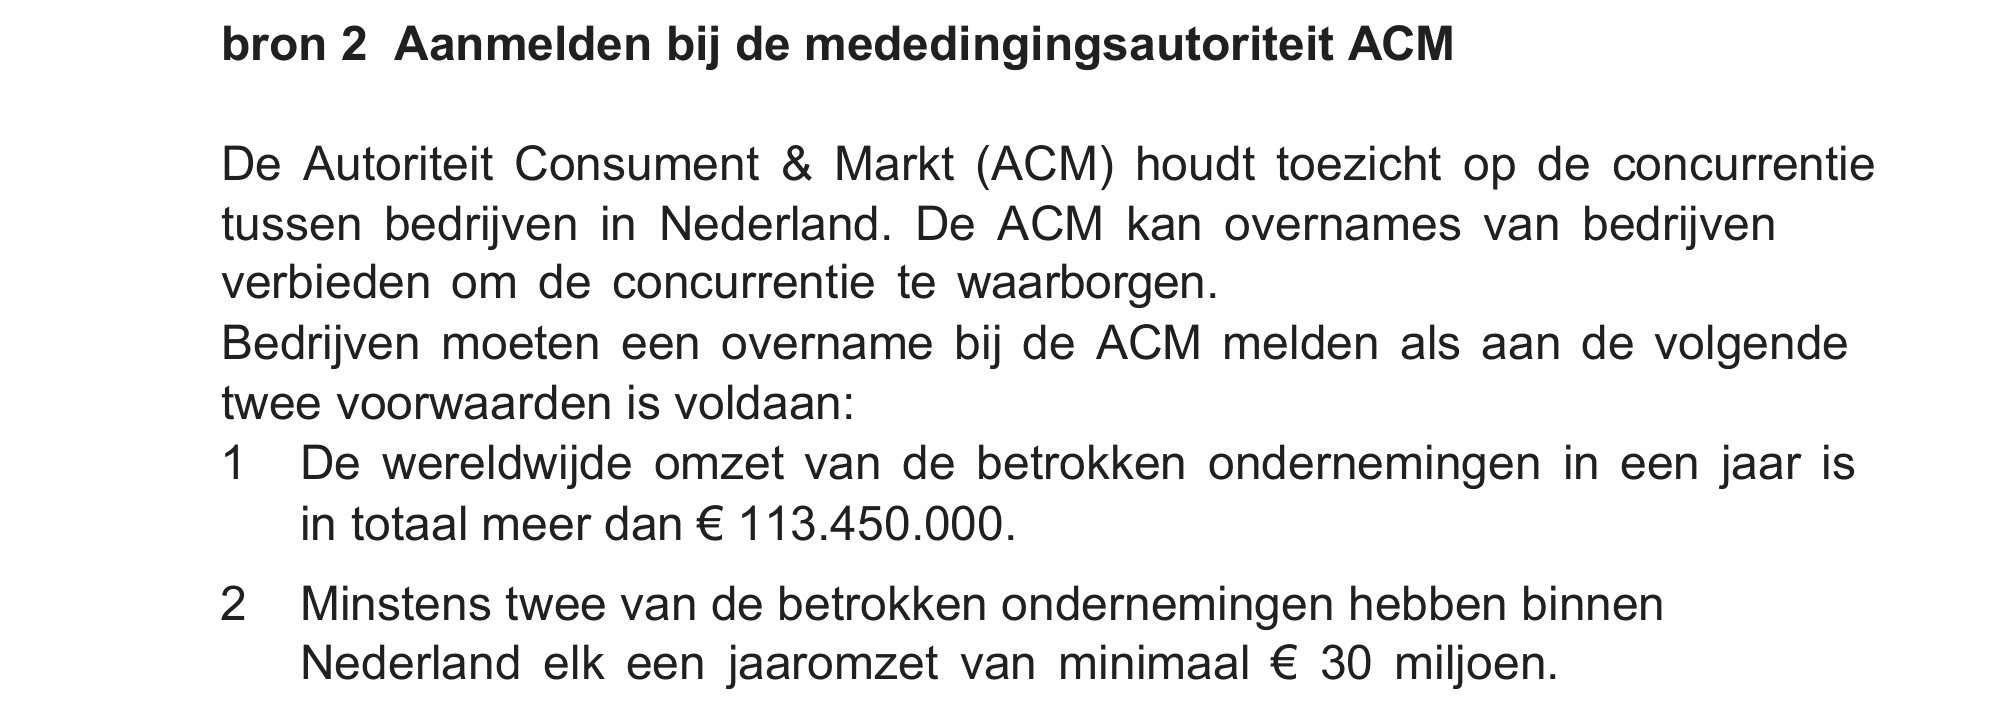 bron 2 Aanmelden bij de mededingingsautoriteit ACM
De Autoriteit Consument & Markt (ACM) houdt toezicht op de concurrentie
tussen bedrijven in Nederland. De ACM kan overnames van bedrijven
verbieden om de concurrentie te waarborgen.
Bedrijven moeten een overname bij de ACM melden als aan de volgende
twee voorwaarden is voldaan:
1 De wereldwijde omzet van de betrokken ondernemingen in een jaar is
in totaal meer dan € 113.450.000.
2 Minstens twee van de betrokken ondernemingen hebben binnen
Nederland elk een jaaromzet van minimaal € 30 miljoen.